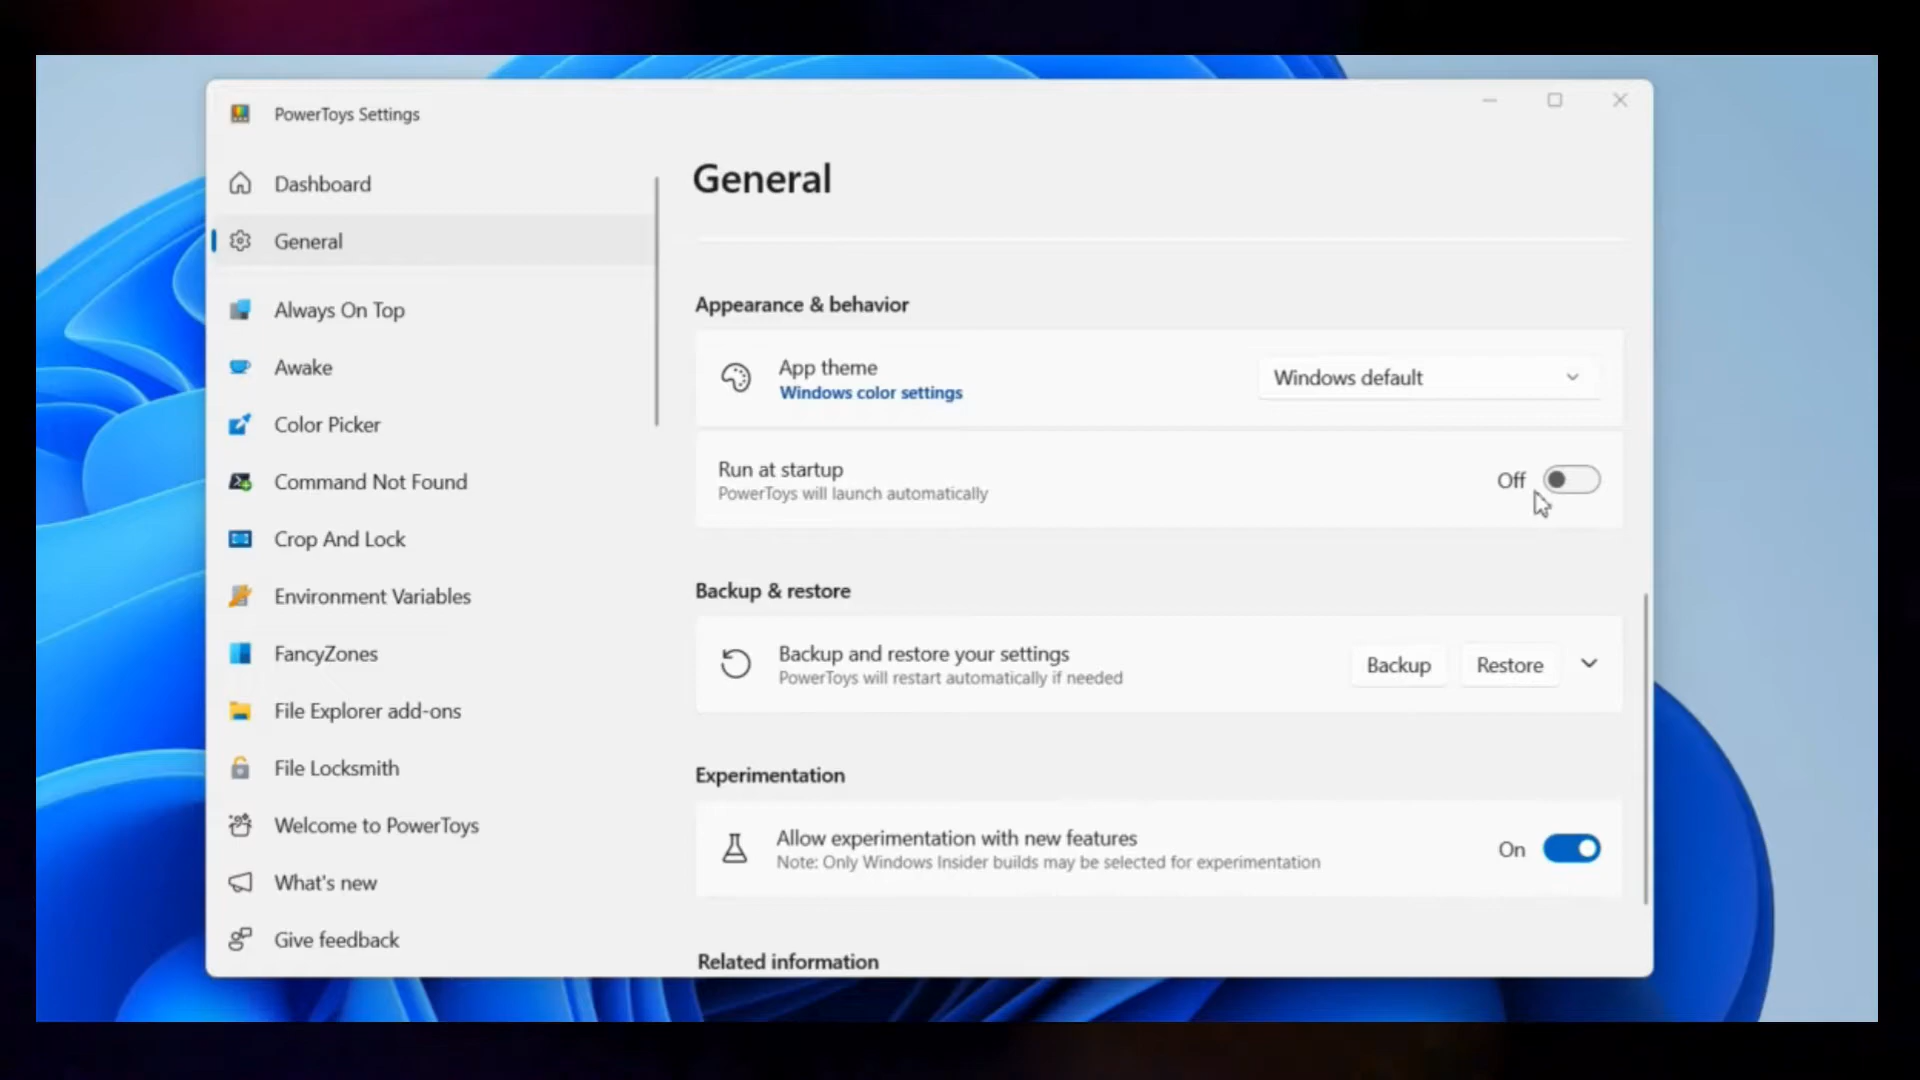 PowerToys Settings
Dashboard
General
Always On Top
Awake
Color Picker
Command Not Found
Crop And Lock
Environment Variables
FancyZones
File Explorer add-ons
File Locksmith
Welcome to PowerToys
What's new
Give feedback
General
Appearance & behavior
App theme
Windows color settings
Windows default
Run at startup
PowerToys will launch automatically
Off
Backup & restore
Backup and restore your settings
PowerToys will restart automatically if needed
Backup
Restore
Experimentation
Allow experimentation with new features
Note: Only Windows Insider builds may be selected for experimentation
On
Related information